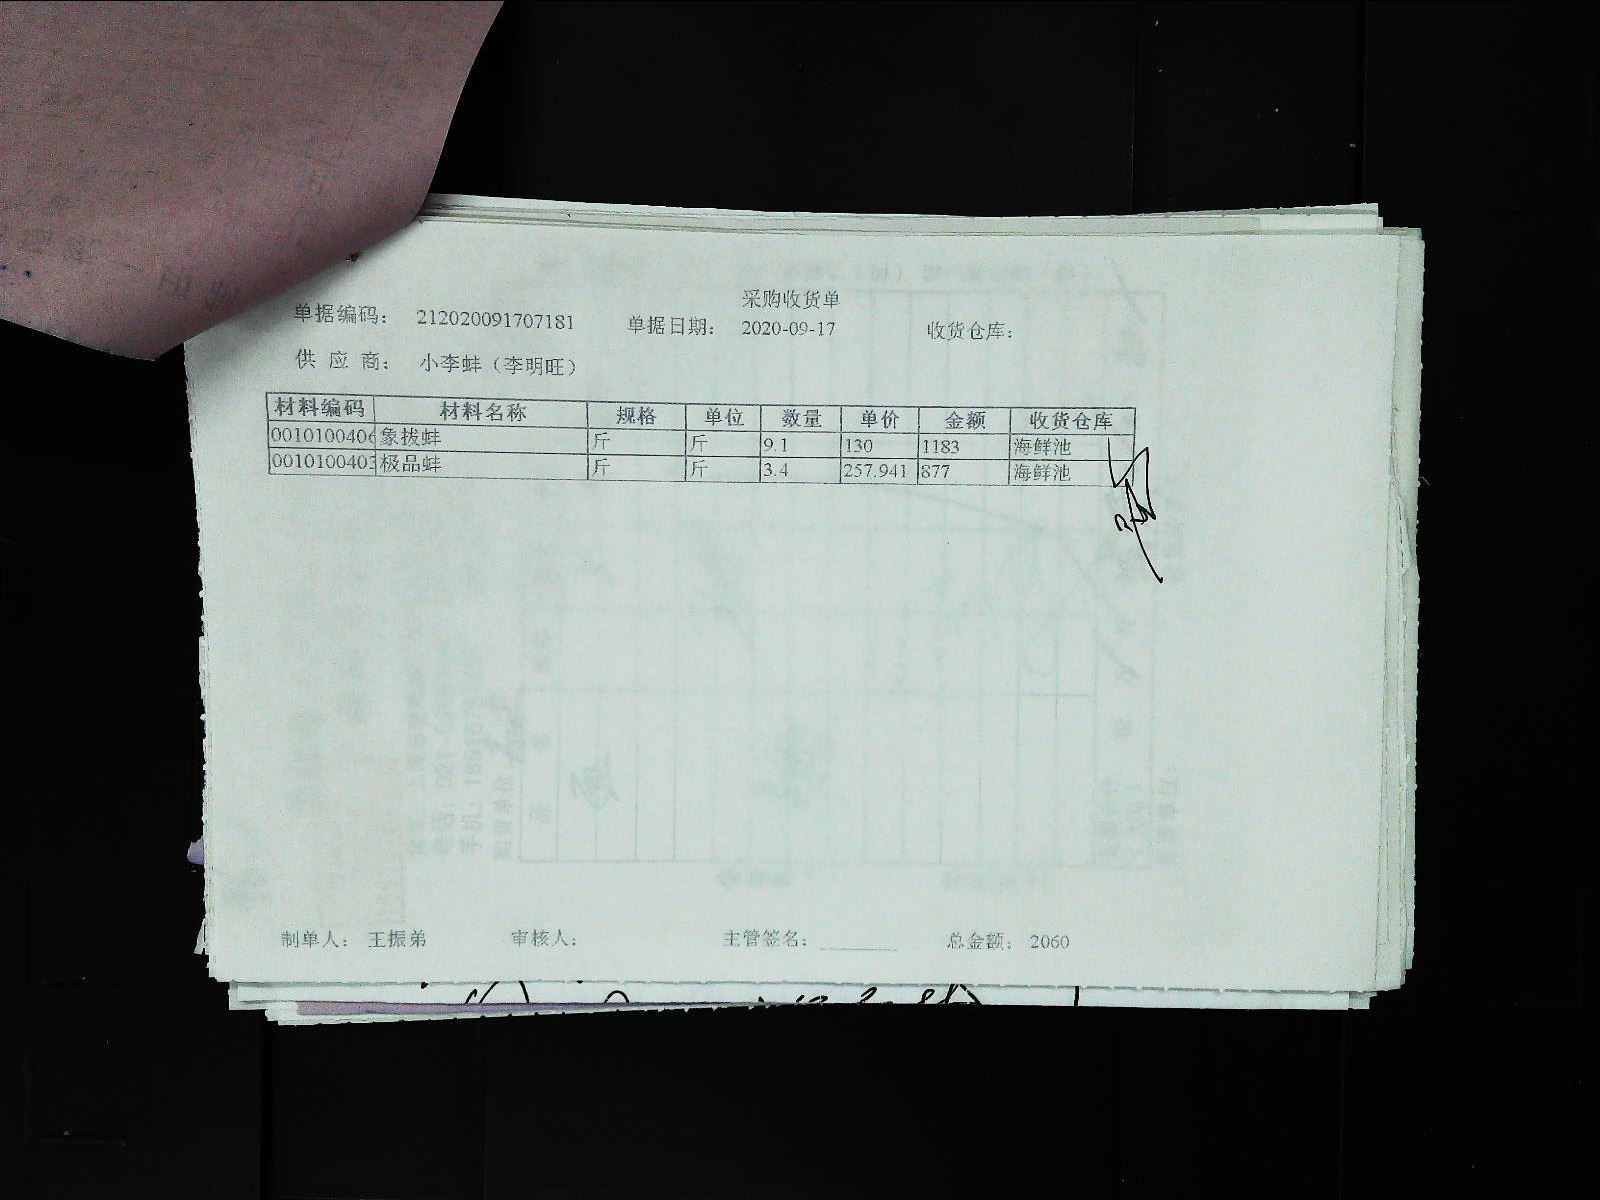 采购收货单
单据编码： 212020091707181 单据日期： 2020-09-17 收货仓库：
供 应 商： 小李蚌（李明旺）
材料编码 材料名称 规格 单位 数量 单价 金额 收货仓库
0010100406 象拔蚌 斤 斤 9.1 130 1183 海鲜池
0010100403 极品蚌 斤 斤 3.4 257.941 877 海鲜池
制单人： 王振弟 审核人： 主管签名： 总金额： 2060